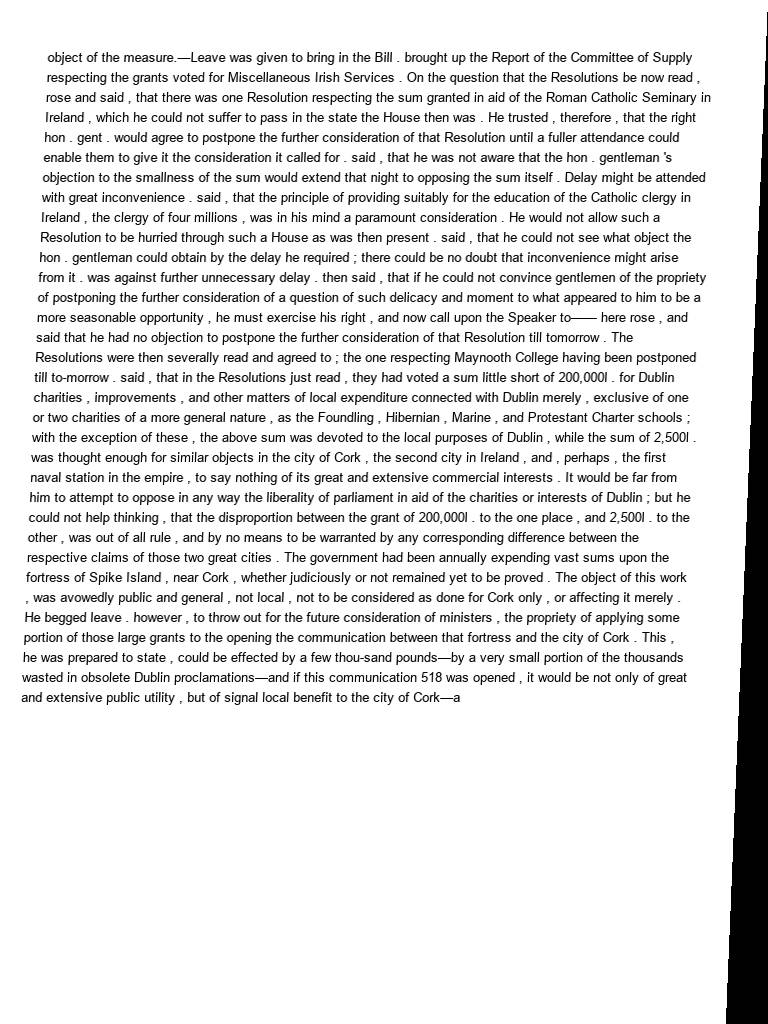 object of the measure.—Leave was given to bring in the Bill . brought up the Report of the Committee of Supply
respecting the grants voted for Miscellaneous Irish Services . On the question that the Resolutions be now read ,
rose and said , that there was one Resolution respecting the sum granted in aid of the Roman Catholic Seminary in
Ireland , which he could not suffer to pass in the state the House then was . He trusted , therefore , that the right
hon . gent . would agree to postpone the further consideration of that Resolution until a fuller attendance could
enable them to give it the consideration it called for . said , that he was not aware that the hon . gentleman 's
objection to the smallness of the sum would extend that night to opposing the sum itself . Delay might be attended
with great inconvenience . said , that the principle of providing suitably for the education of the Catholic clergy in
Ireland , the clergy of four millions , was in his mind a paramount consideration . He would not allow such a
Resolution to be hurried through such a House as was then present . said , that he could not see what object the
hon . gentleman could obtain by the delay he required ; there could be no doubt that inconvenience might arise
from it . was against further unnecessary delay . then said , that if he could not convince gentlemen of the propriety
of postponing the further consideration of a question of such delicacy and moment to what appeared to him to be a
more seasonable opportunity , he must exercise his right , and now call upon the Speaker to—— here rose , and
said that he had no objection to postpone the further consideration of that Resolution till tomorrow . The
Resolutions were then severally read and agreed to ; the one respecting Maynooth College having been postponed
till to-morrow . said , that in the Resolutions just read , they had voted a sum little short of 200,000l . for Dublin
charities , improvements , and other matters of local expenditure connected with Dublin merely , exclusive of one
or two charities of a more general nature , as the Foundling , Hibernian , Marine , and Protestant Charter schools ;
with the exception of these , the above sum was devoted to the local purposes of Dublin , while the sum of 2,500l .
was thought enough for similar objects in the city of Cork , the second city in Ireland , and , perhaps , the first
naval station in the empire , to say nothing of its great and extensive commercial interests . It would be far from
him to attempt to oppose in any way the liberality of parliament in aid of the charities or interests of Dublin ; but he
could not help thinking , that the disproportion between the grant of 200,000l . to the one place , and 2,500l . to the
other , was out of all rule , and by no means to be warranted by any corresponding difference between the
respective claims of those two great cities . The government had been annually expending vast sums upon the
fortress of Spike Island , near Cork , whether judiciously or not remained yet to be proved . The object of this work
, was avowedly public and general , not local , not to be considered as done for Cork only , or affecting it merely .
He begged leave . however , to throw out for the future consideration of ministers , the propriety of applying some
portion of those large grants to the opening the communication between that fortress and the city of Cork . This ,
he was prepared to state , could be effected by a few thou-sand pounds—by a very small portion of the thousands
wasted in obsolete Dublin proclamations—and if this communication 518 was opened , it would be not only of great
and extensive public utility , but of signal local benefit to the city of Cork—a